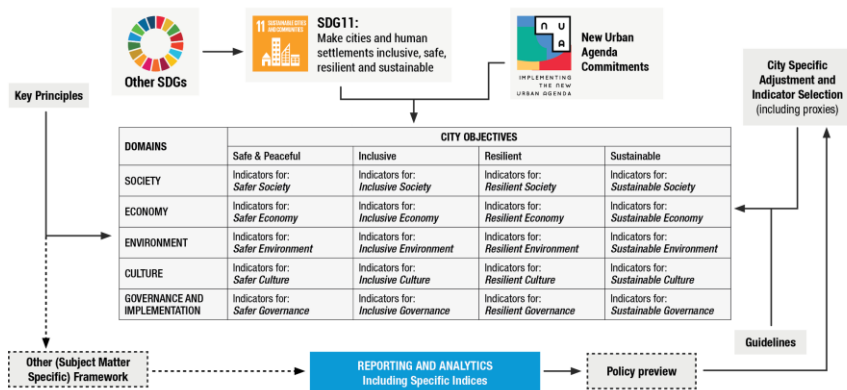 11 SUSTAINABLE CITIES
AND COMMUNITIES
SDG11:
Make cities and human
settlements inclusive, safe,
resilient and sustainable
Other SDGs
NUA
IMPLEMENTING
THE NEW
URBAN AGENDA
New Urban
Agenda
Commitments
City Specific
Adjustment and
Indicator Selection
(including proxies)
Key Principles
DOMAINS
CITY OBJECTIVES
Safe & Peaceful
Inclusive
Resilient
Sustainable
SOCIETY
Indicators for:
Safer Society
Indicators for:
Inclusive Society
Indicators for:
Resilient Society
Indicators for:
Sustainable Society
ECONOMY
Indicators for:
Safer Economy
Indicators for:
Inclusive Economy
Indicators for:
Resilient Economy
Indicators for:
Sustainable Economy
ENVIRONMENT
Indicators for:
Safer Environment
Indicators for:
Inclusive Environment
Indicators for:
Resilient Environment
Indicators for:
Sustainable Environment
CULTURE
Indicators for:
Safer Culture
Indicators for:
Inclusive Culture
Indicators for:
Resilient Culture
Indicators for:
Sustainable Culture
GOVERNANCE AND
IMPLEMENTATION
Indicators for:
Safer Governance
Indicators for:
Inclusive Governance
Indicators for:
Resilient Governance
Indicators for:
Sustainable Governance
Guidelines
Other (Subject Matter
Specific) Framework
REPORTING AND ANALYTICS
Including Specific Indices
Policy preview